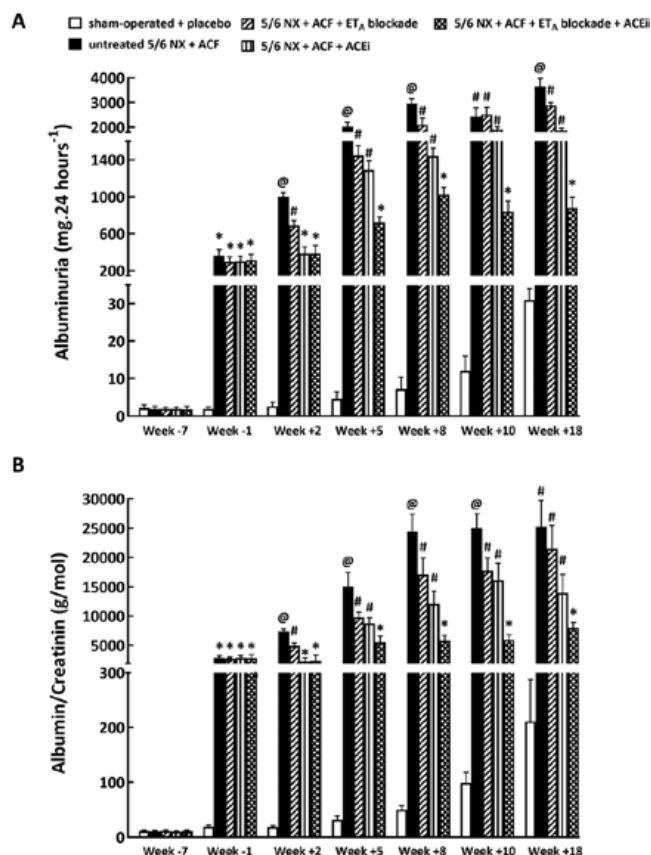 A
sham-operated + placebo
5/6 NX + ACF + ETA blockade
5/6 NX + ACF + ETA blockade + ACEi
untreated 5/6 NX + ACF
5/6 NX + ACF + ACEi
Albuminuria (mg.24 hours-1)
4000
3000
2000
1400
1000
600
200
30
20
10
0
@ # # @ # @ # # @ # # * # # # * @ # # *
* * * * @ # * * @ # # *
Week -7 Week -1 Week +2 Week +5 Week +8 Week +10 Week +18
B
Albumin/Creatinin (g/mol)
30000
25000
20000
15000
10000
5000
300
200
100
0
* * * * @ # * * @ # # * @ # # * @ # # * # # # *
Week -7 Week -1 Week +2 Week +5 Week +8 Week +10 Week +18